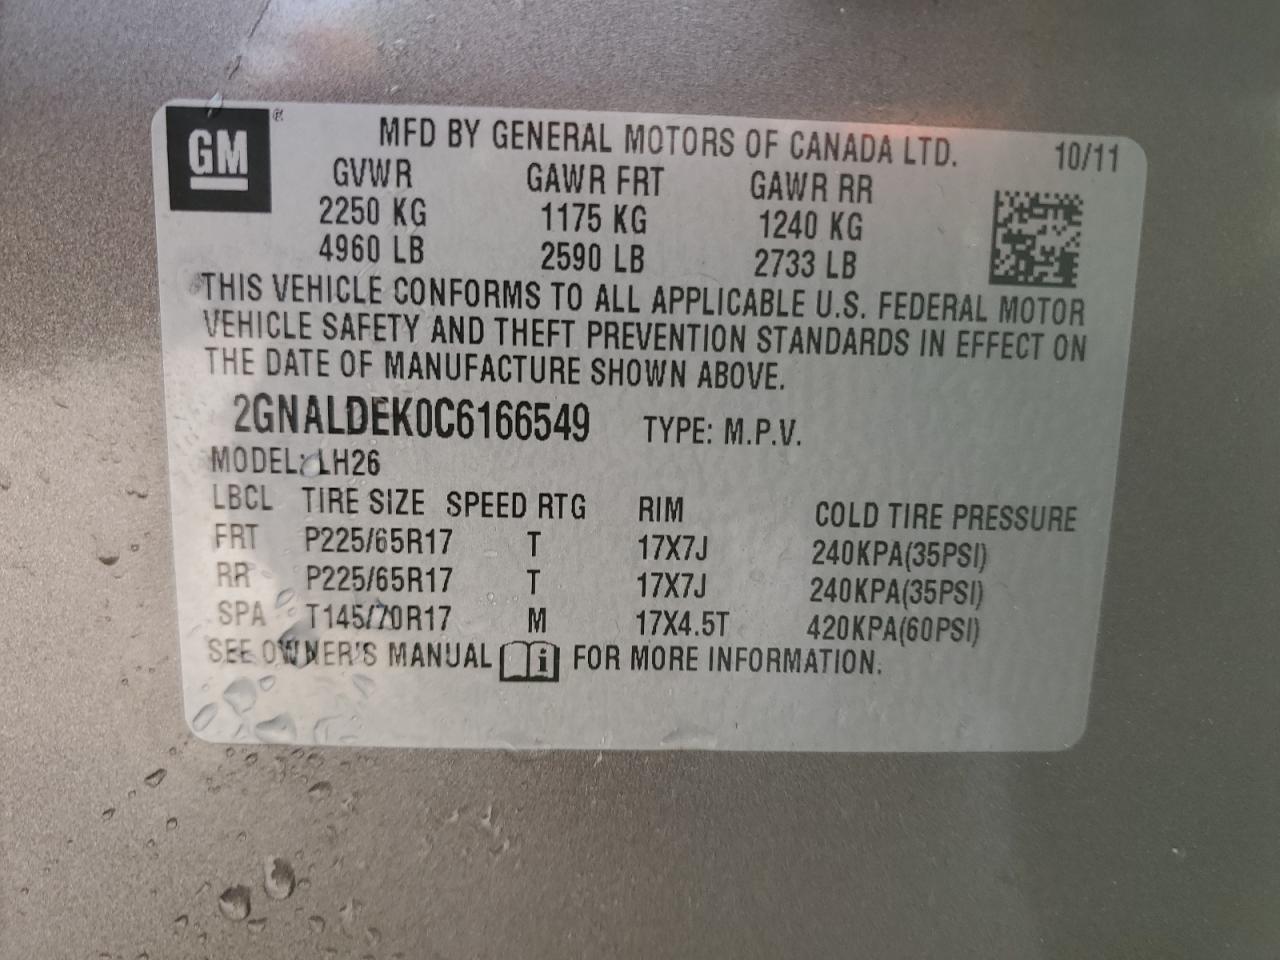 GM ®
MFD BY GENERAL MOTORS OF CANADA LTD. 10/11
GVWR GAWR FRT GAWR RR
2250 KG 1175 KG 1240 KG
4960 LB 2590 LB 2733 LB
THIS VEHICLE CONFORMS TO ALL APPLICABLE U.S. FEDERAL MOTOR
VEHICLE SAFETY AND THEFT PREVENTION STANDARDS IN EFFECT ON
THE DATE OF MANUFACTURE SHOWN ABOVE.
2GNALDEK0C6166549 TYPE: M.P.V.
MODEL: LH26
LBCL TIRE SIZE SPEED RTG RIM COLD TIRE PRESSURE
FRT P225/65R17 T 17X7J 240KPA(35PSI)
RR P225/65R17 T 17X7J 240KPA(35PSI)
SPA T145/70R17 M 17X4.5T 420KPA(60PSI)
SEE OWNER'S MANUAL i FOR MORE INFORMATION.